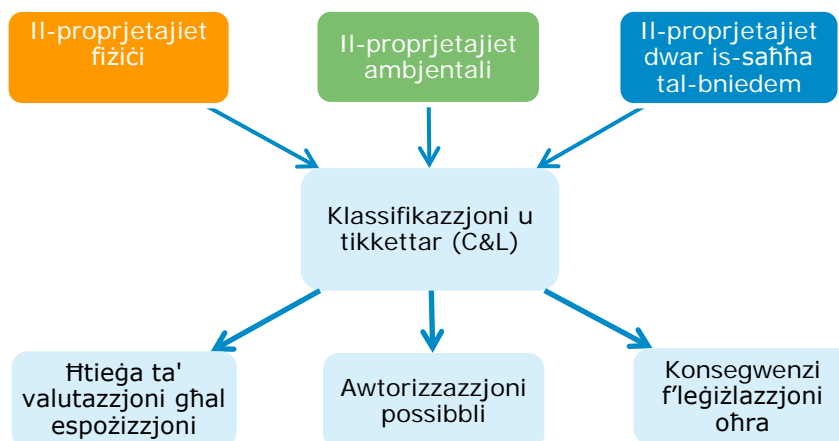 Il-proprjetajiet
fiżiċi
Il-proprjetajiet
ambjentali
Il-proprjetajiet
dwar is-saħħa
tal-bniedem
Klassifikazzjoni u
tikkettar (C&L)
Ħtieġa ta'
valutazzjoni għal
espożizzjoni
Awtorizzazzjoni
possibbli
Konsegwenzi
f’leġiżlazzjoni
oħra